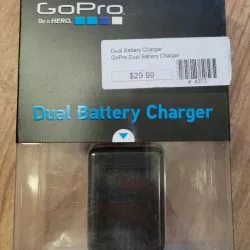 GoPro
Be a HERO.
Dual Battery Charger
GoPro Dual Battery Charger
$29.99
Dual Battery Charger